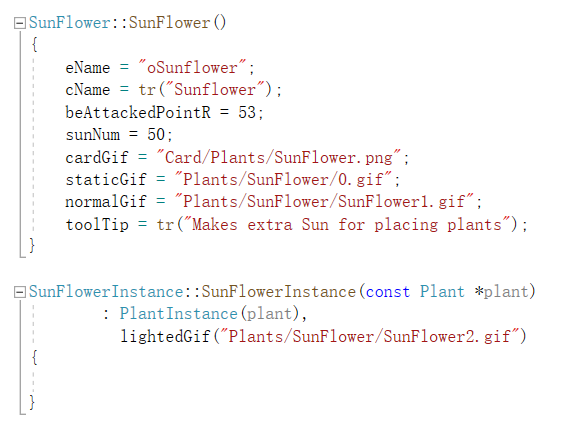 SunFlower::SunFlower()
{
eName = "oSunflower";
cName = tr("Sunflower");
beAttackedPointR = 53;
sunNum = 50;
cardGif = "Card/Plants/SunFlower.png";
staticGif = "Plants/SunFlower/0.gif";
normalGif = "Plants/SunFlower/SunFlower1.gif";
toolTip = tr("Makes extra Sun for placing plants");
}
SunFlowerInstance::SunFlowerInstance(const Plant *plant)
: PlantInstance(plant),
lightedGif("Plants/SunFlower/SunFlower2.gif")
{
}